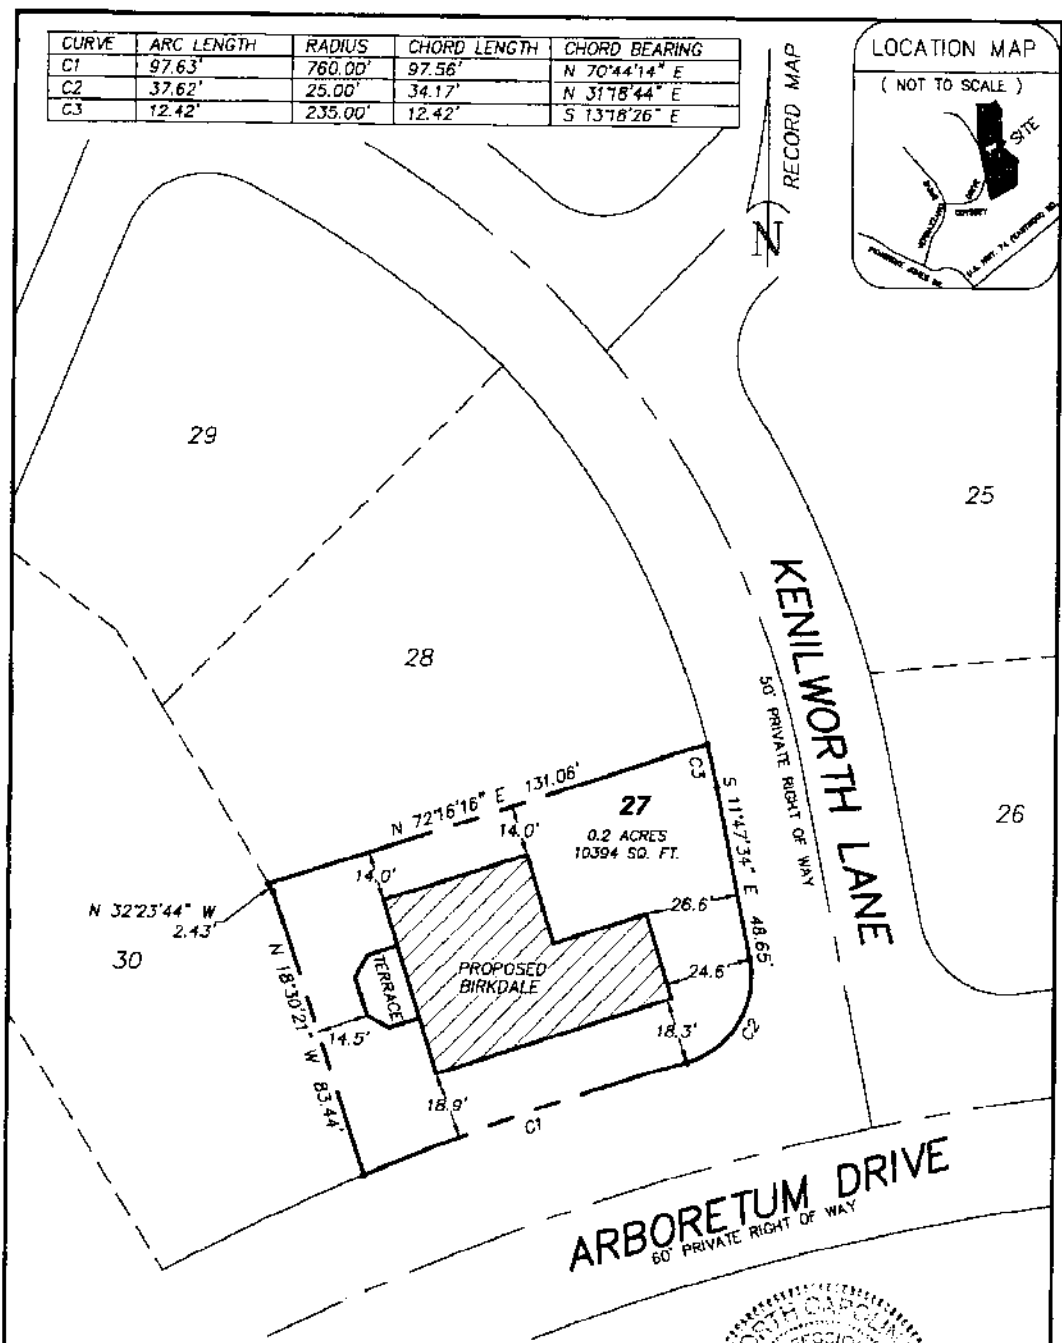 CURVE ARC LENGTH RADIUS CHORD LENGTH CHORD BEARING
C1 97.63' 760.00' 97.56' N 70°44'14" E
C2 37.62' 25.00' 34.17' N 31°18'44" E
C3 12.42' 235.00' 12.42' S 13°18'26" E
RECORD MAP
N
LOCATION MAP
( NOT TO SCALE )
SITE
DRIVE
ODYSSEY
29
25
28
KENILWORTH LANE
50' PRIVATE RIGHT OF WAY
26
N 72°16'16" E 131.06'
C3
27
0.2 ACRES
10394 SQ. FT.
S 11°47'34" E 48.65'
14.0'
14.0'
26.6'
N 32°23'44" W
2.43'
30
N 18°30'21" W 83.44'
TERRACE
PROPOSED
BIRKDALE
24.6'
14.5'
18.3'
C2
18.9'
C1
ARBORETUM DRIVE
60' PRIVATE RIGHT OF WAY
NORTH CAROLINA